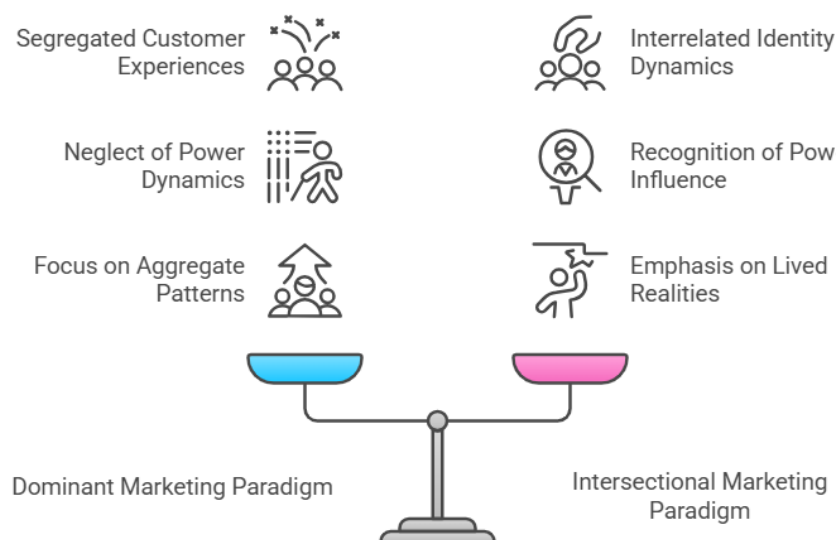 Segregated Customer
Experiences
Interrelated Identity
Dynamics
Neglect of Power
Dynamics
Recognition of Pow
Influence
Focus on Aggregate
Patterns
Emphasis on Lived
Realities
Dominant Marketing Paradigm
Intersectional Marketing
Paradigm